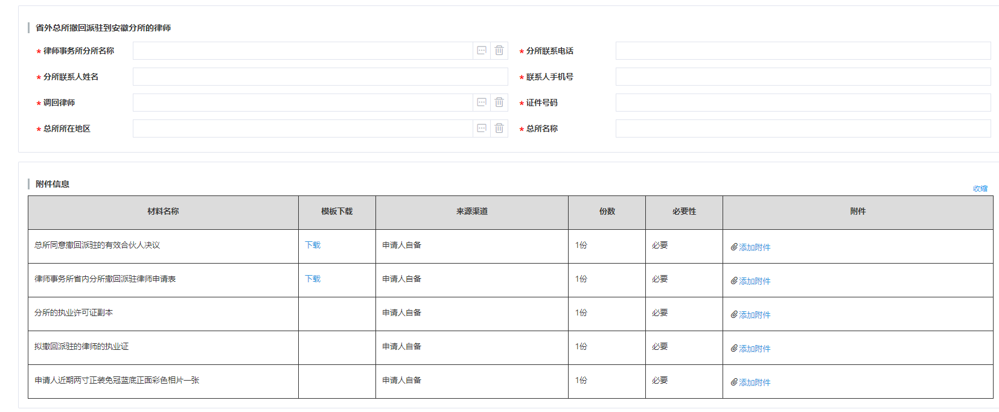 省外总所撤回派驻到安徽分所的律师
* 律师事务所分所名称
* 分所联系电话
* 分所联系人姓名
* 联系人手机号
* 调回律师
* 证件号码
* 总所所在地区
* 总所名称
附件信息
收缩
材料名称 模板下载 来源渠道 份数 必要性 附件
总所同意撤回派驻的有效合伙人决议 下载 申请人自备 1份 必要 添加附件
律师事务所省内分所撤回派驻律师申请表 下载 申请人自备 1份 必要 添加附件
分所的执业许可证副本 申请人自备 1份 必要 添加附件
拟撤回派驻的律师的执业证 申请人自备 1份 必要 添加附件
申请人近期两寸正装免冠蓝底正面彩色相片一张 申请人自备 1份 必要 添加附件